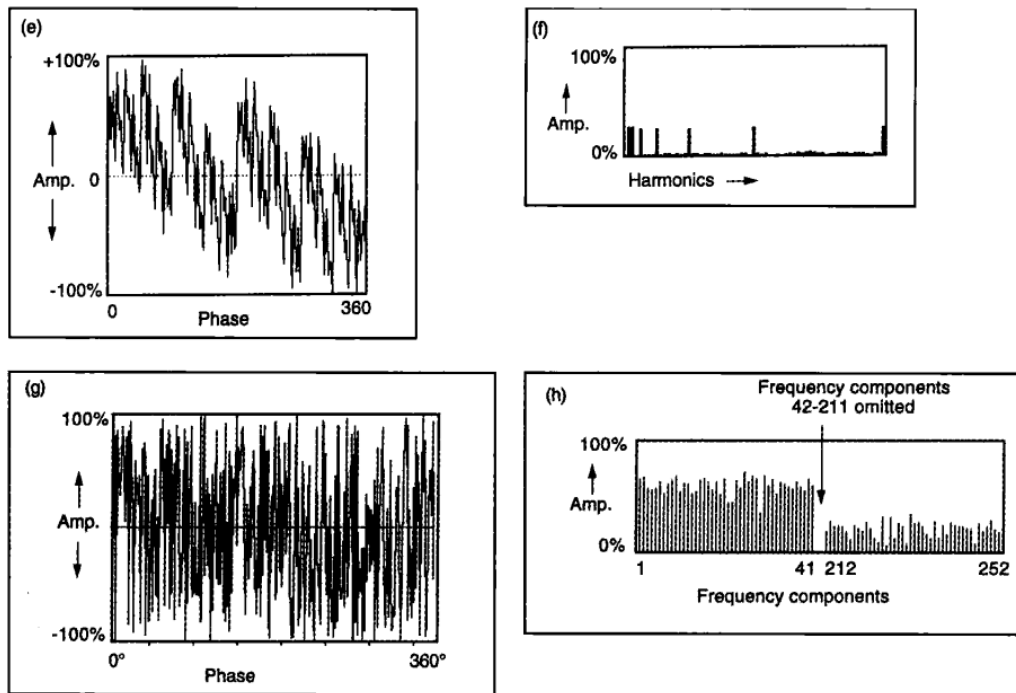 (e)
+100%
Amp.
0
-100%
0
360
Phase
(f)
100%
Amp.
0%
Harmonics
(g)
100%
Amp.
-100%
0°
360°
Phase
(h)
Frequency components
42-211 omitted
100%
Amp.
0%
1
41
212
252
Frequency components